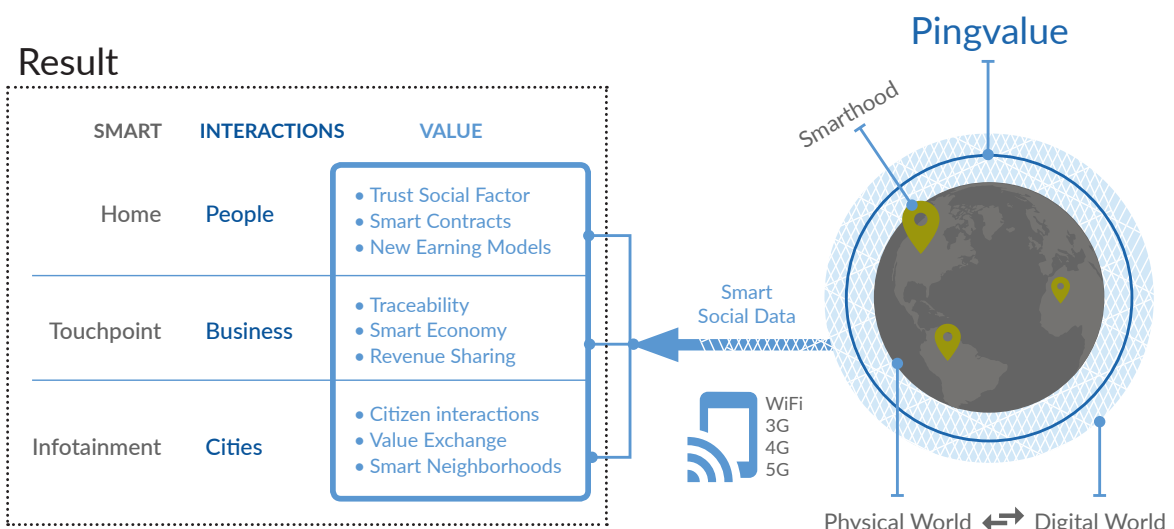 Pingvalue
Result
Smarthood
SMART INTERACTIONS VALUE
Home People
• Trust Social Factor
• Smart Contracts
• New Earning Models
Touchpoint Business
• Traceability
• Smart Economy
• Revenue Sharing
Infotainment Cities
• Citizen interactions
• Value Exchange
• Smart Neighborhoods
Smart
Social Data
WiFi
3G
4G
5G
Physical World Digital World